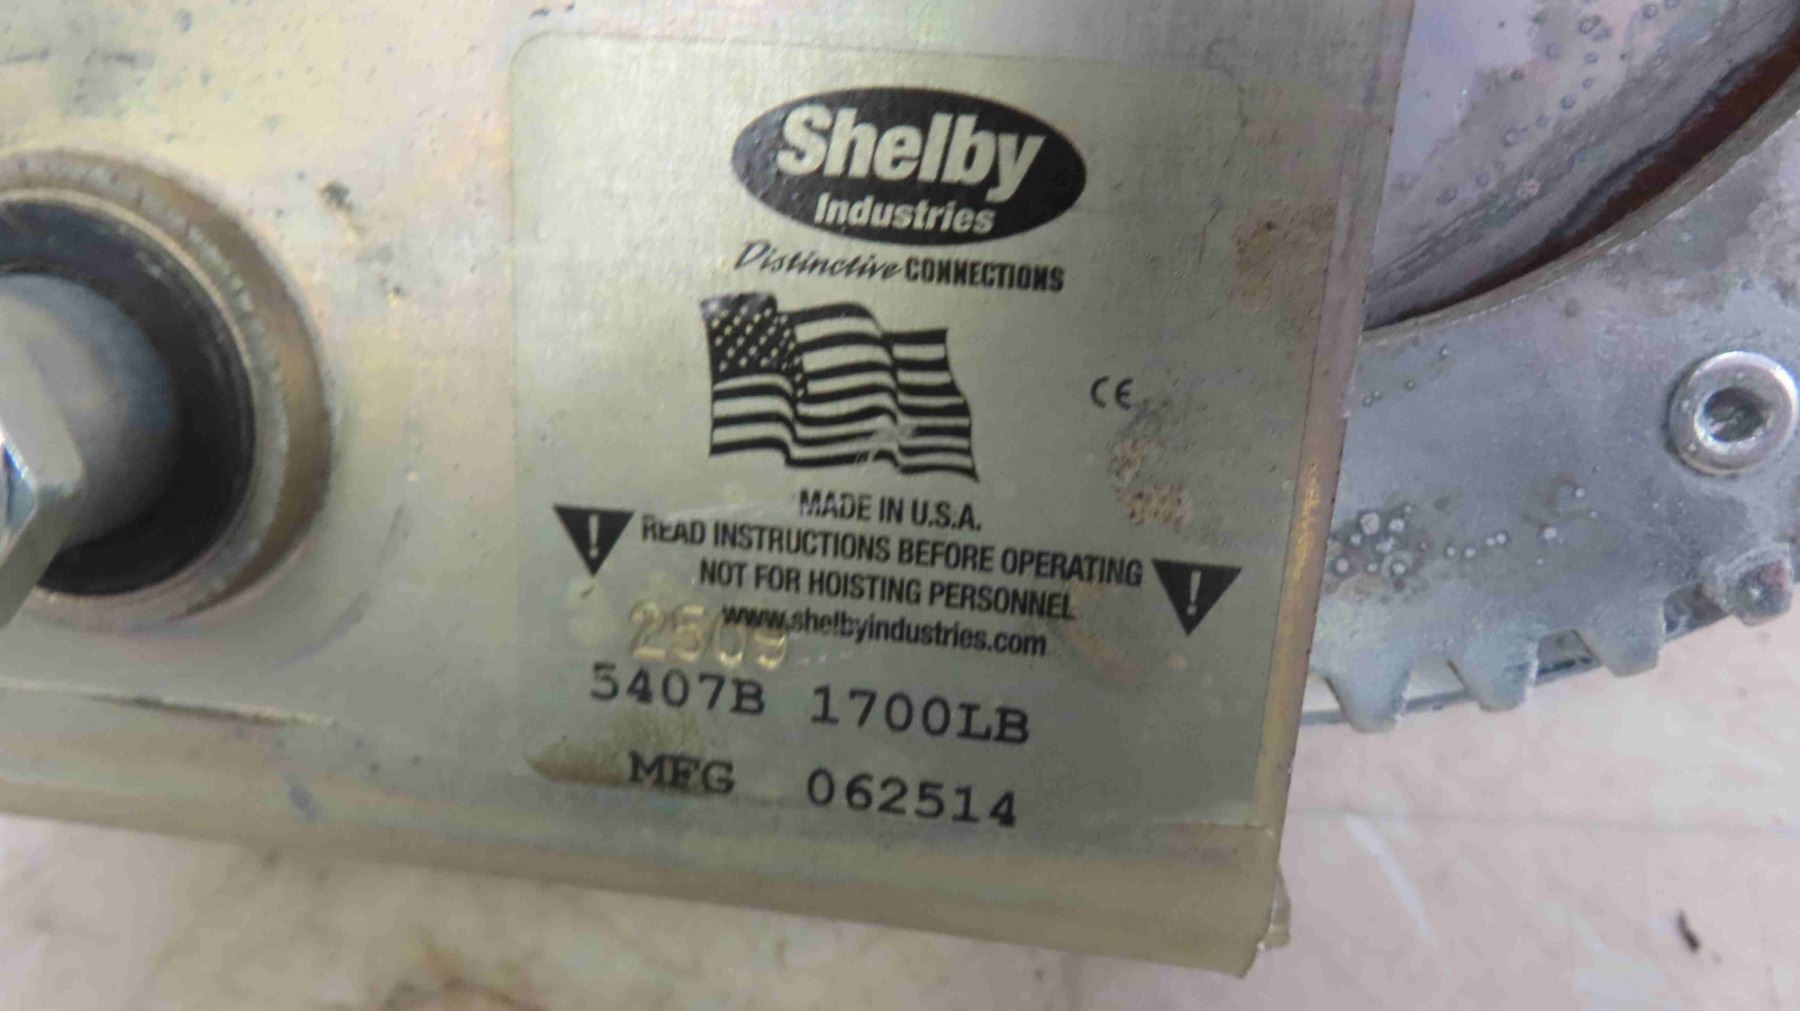 Shelby
Industries
Distinctive CONNECTIONS
CE
MADE IN U.S.A.
! READ INSTRUCTIONS BEFORE OPERATING !
NOT FOR HOISTING PERSONNEL
www.shelbyindustries.com
2509
5407B 1700LB
MFG 062514